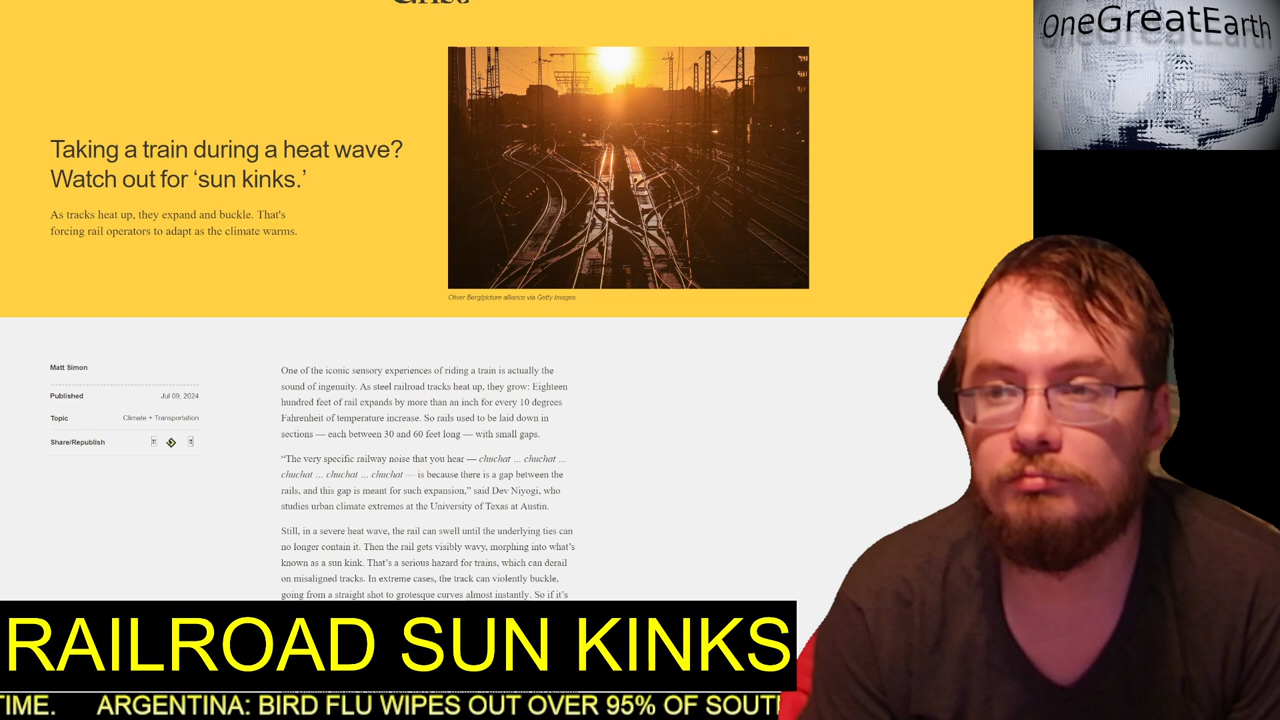 Grist
OneGreatEarth
Taking a train during a heat wave?
Watch out for ‘sun kinks.’
As tracks heat up, they expand and buckle. That's
forcing rail operators to adapt as the climate warms.
Oliver Berg/picture alliance via Getty Images
Matt Simon
Published Jul 09, 2024
Topic Climate + Transportation
Share/Republish
One of the iconic sensory experiences of riding a train is actually the
sound of ingenuity. As steel railroad tracks heat up, they grow: Eighteen
hundred feet of rail expands by more than an inch for every 10 degrees
Fahrenheit of temperature increase. So rails used to be laid down in
sections — each between 30 and 60 feet long — with small gaps.
“The very specific railway noise that you hear — chuchat ... chuchat ...
chuchat ... chuchat ... chuchat — is because there is a gap between the
rails, and this gap is meant for such expansion,” said Dev Niyogi, who
studies urban climate extremes at the University of Texas at Austin.
Still, in a severe heat wave, the rail can swell until the underlying ties can
no longer contain it. Then the rail gets visibly wavy, morphing into what’s
known as a sun kink. That’s a serious hazard for trains, which can derail
on misaligned tracks. In extreme cases, the track can violently buckle,
going from a straight shot to grotesque curves almost instantly. So if it’s
RAILROAD SUN KINKS
TIME. ARGENTINA: BIRD FLU WIPES OUT OVER 95% OF SOUT